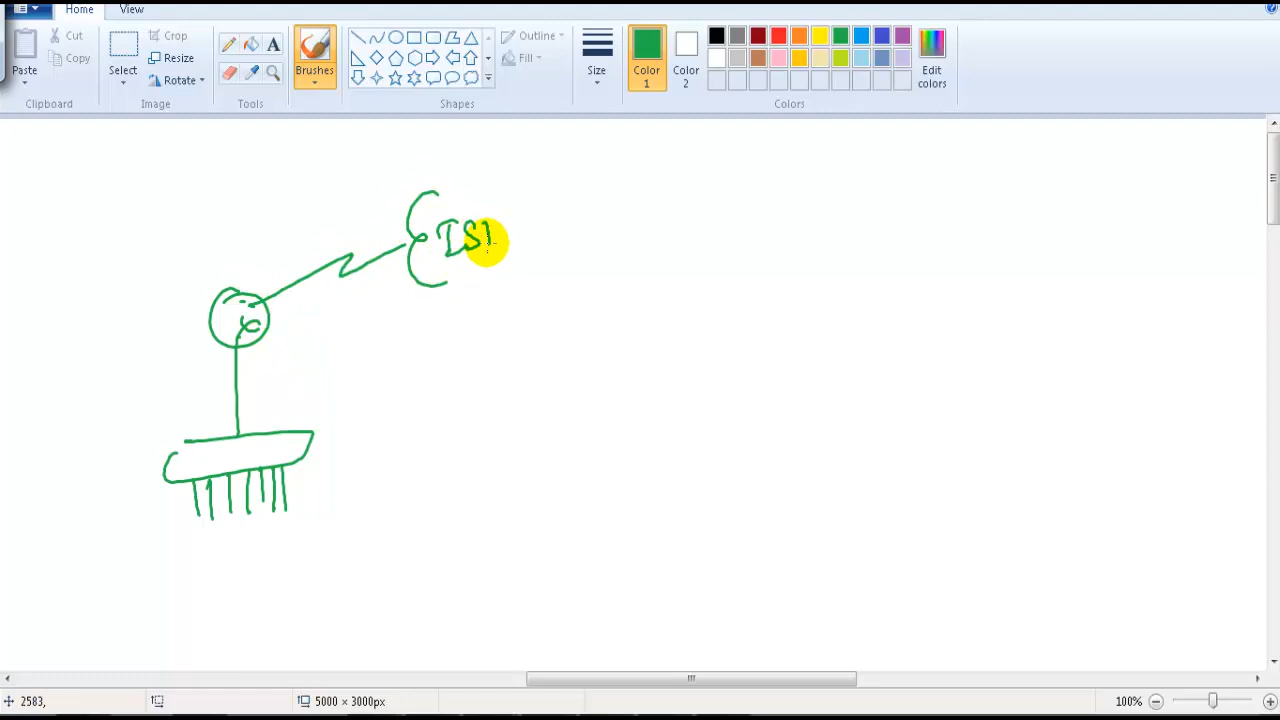 Home View
Cut
Copy
Paste
Clipboard
Select
Crop
Resize
Rotate
Image
A
Tools
Brushes
Outline
Fill
Shapes
Size
Color 1
Color 2
Edit colors
Colors
IS
2583,
5000 × 3000px
100%